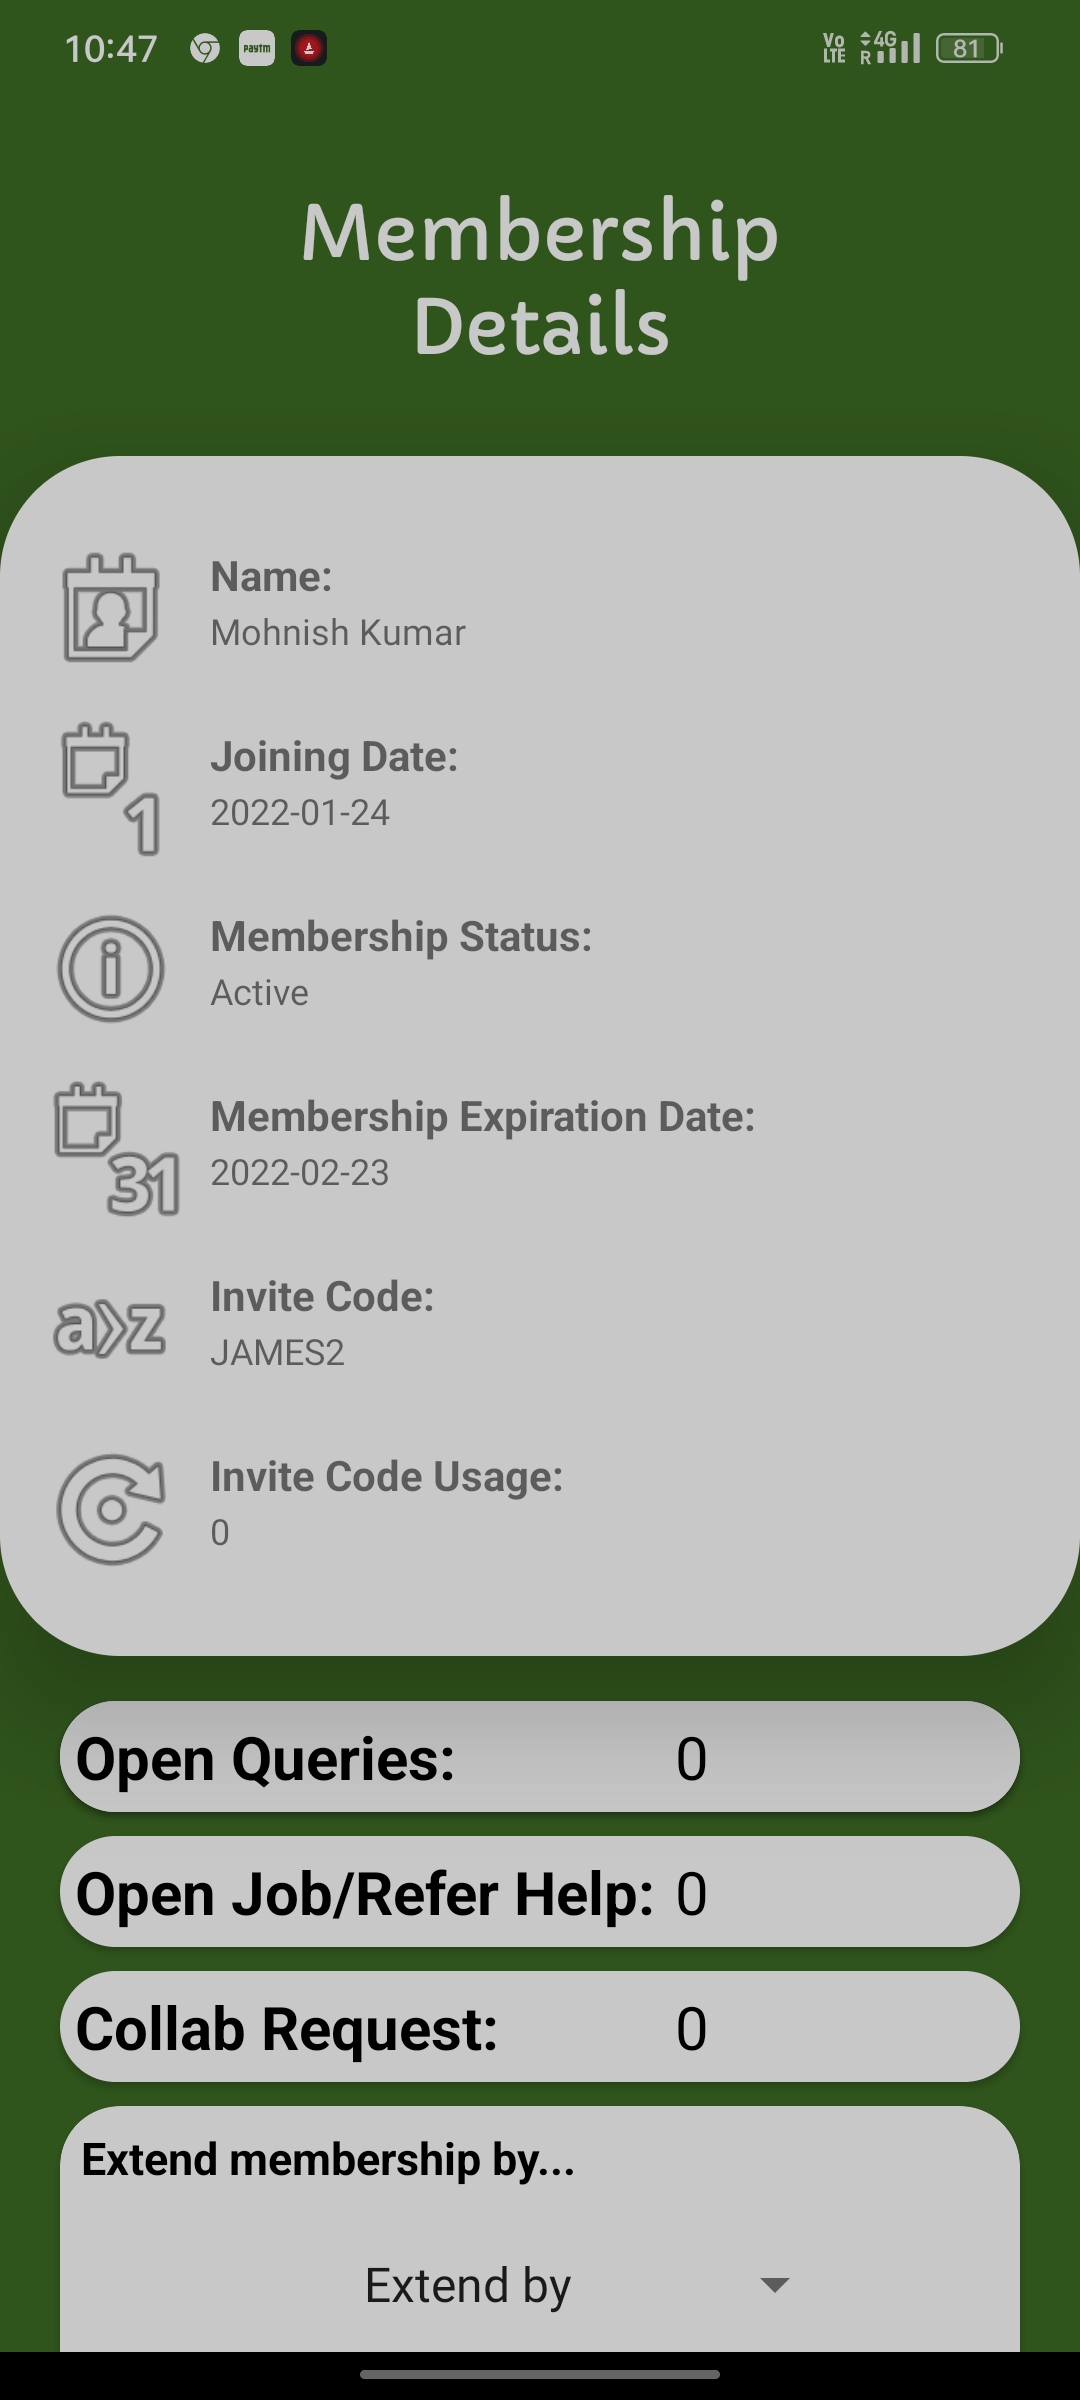 10:47
paytm
Vo LTE
4G
R
81
Membership
Details
Name:
Mohnish Kumar
Joining Date:
2022-01-24
1
Membership Status:
Active
Membership Expiration Date:
2022-02-23
31
Invite Code:
JAMES2
a>z
Invite Code Usage:
0
Open Queries: 0
Open Job/Refer Help: 0
Collab Request: 0
Extend membership by...
Extend by